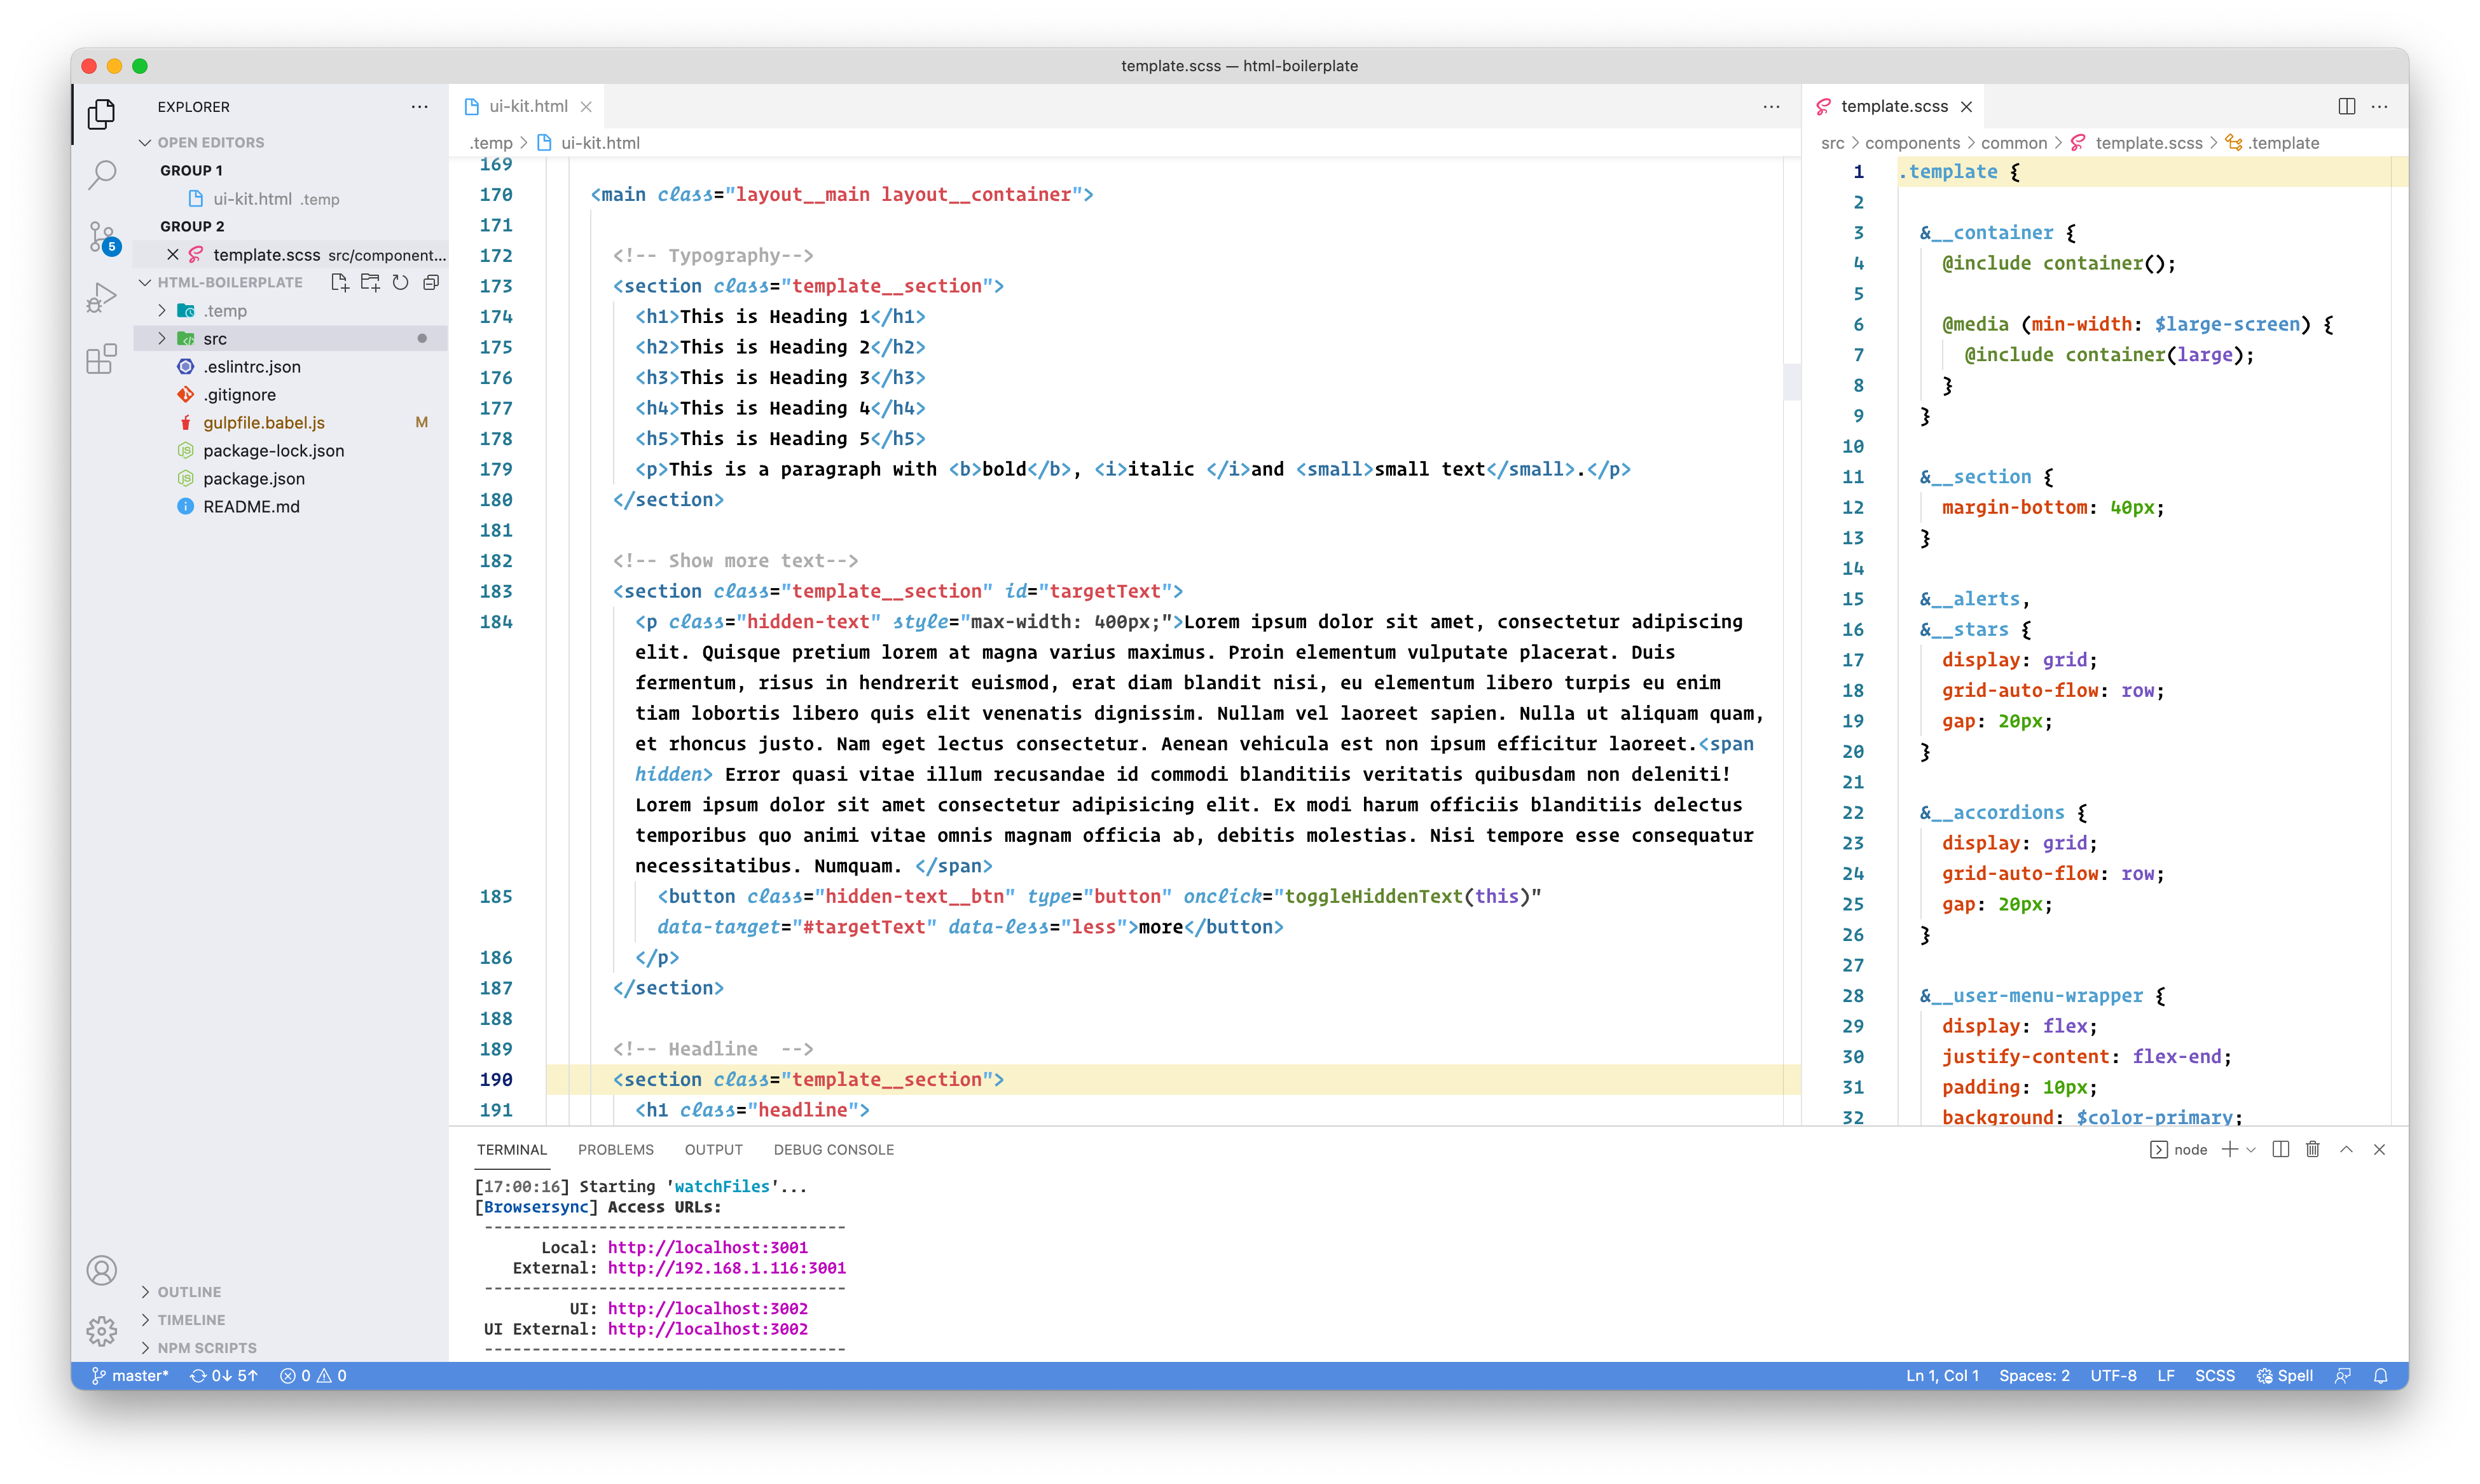 template.scss — html-boilerplate
EXPLORER
OPEN EDITORS
GROUP 1
ui-kit.html .temp
GROUP 2
template.scss src/component...
HTML-BOILERPLATE
.temp
src
.eslintrc.json
.gitignore
gulpfile.babel.js M
package-lock.json
package.json
README.md
5
OUTLINE
TIMELINE
NPM SCRIPTS
ui-kit.html
.temp > ui-kit.html
169
170 <main class="layout__main layout__container">
171
172 <!-- Typography-->
173 <section class="template__section">
174 <h1>This is Heading 1</h1>
175 <h2>This is Heading 2</h2>
176 <h3>This is Heading 3</h3>
177 <h4>This is Heading 4</h4>
178 <h5>This is Heading 5</h5>
179 <p>This is a paragraph with <b>bold</b>, <i>italic </i>and <small>small text</small>.</p>
180 </section>
181
182 <!-- Show more text-->
183 <section class="template__section" id="targetText">
184 <p class="hidden-text" style="max-width: 400px;">Lorem ipsum dolor sit amet, consectetur adipiscing
elit. Quisque pretium lorem at magna varius maximus. Proin elementum vulputate placerat. Duis
fermentum, risus in hendrerit euismod, erat diam blandit nisi, eu elementum libero turpis eu enim
tiam lobortis libero quis elit venenatis dignissim. Nullam vel laoreet sapien. Nulla ut aliquam quam,
et rhoncus justo. Nam eget lectus consectetur. Aenean vehicula est non ipsum efficitur laoreet.<span
hidden> Error quasi vitae illum recusandae id commodi blanditiis veritatis quibusdam non deleniti!
Lorem ipsum dolor sit amet consectetur adipisicing elit. Ex modi harum officiis blanditiis delectus
temporibus quo animi vitae omnis magnam officia ab, debitis molestias. Nisi tempore esse consequatur
necessitatibus. Numquam. </span>
185 <button class="hidden-text__btn" type="button" onclick="toggleHiddenText(this)"
data-target="#targetText" data-less="less">more</button>
186 </p>
187 </section>
188
189 <!-- Headline  -->
190 <section class="template__section">
191 <h1 class="headline">
template.scss
src > components > common > template.scss > .template
1 .template {
2
3 &__container {
4 @include container();
5
6 @media (min-width: $large-screen) {
7 @include container(large);
8 }
9 }
10
11 &__section {
12 margin-bottom: 40px;
13 }
14
15 &__alerts,
16 &__stars {
17 display: grid;
18 grid-auto-flow: row;
19 gap: 20px;
20 }
21
22 &__accordions {
23 display: grid;
24 grid-auto-flow: row;
25 gap: 20px;
26 }
27
28 &__user-menu-wrapper {
29 display: flex;
30 justify-content: flex-end;
31 padding: 10px;
32 background: $color-primary;
TERMINAL PROBLEMS OUTPUT DEBUG CONSOLE
node
[17:00:16] Starting 'watchFiles'...
[Browsersync] Access URLs:
--------------------------------------
Local: http://localhost:3001
External: http://192.168.1.116:3001
--------------------------------------
UI: http://localhost:3002
UI External: http://localhost:3002
--------------------------------------
master* 0↓ 5↑ 0 0
Ln 1, Col 1 Spaces: 2 UTF-8 LF SCSS Spell